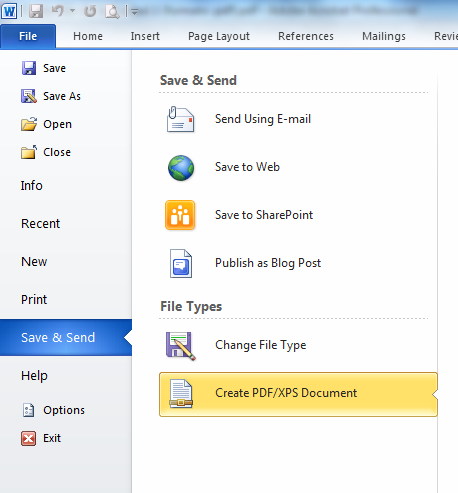 File Home Insert Page Layout References Mailings
Save
Save As
Open
Close
Info
Recent
New
Print
Save & Send
Help
Options
Exit
Save & Send
Send Using E-mail
Save to Web
Save to SharePoint
Publish as Blog Post
File Types
Change File Type
Create PDF/XPS Document